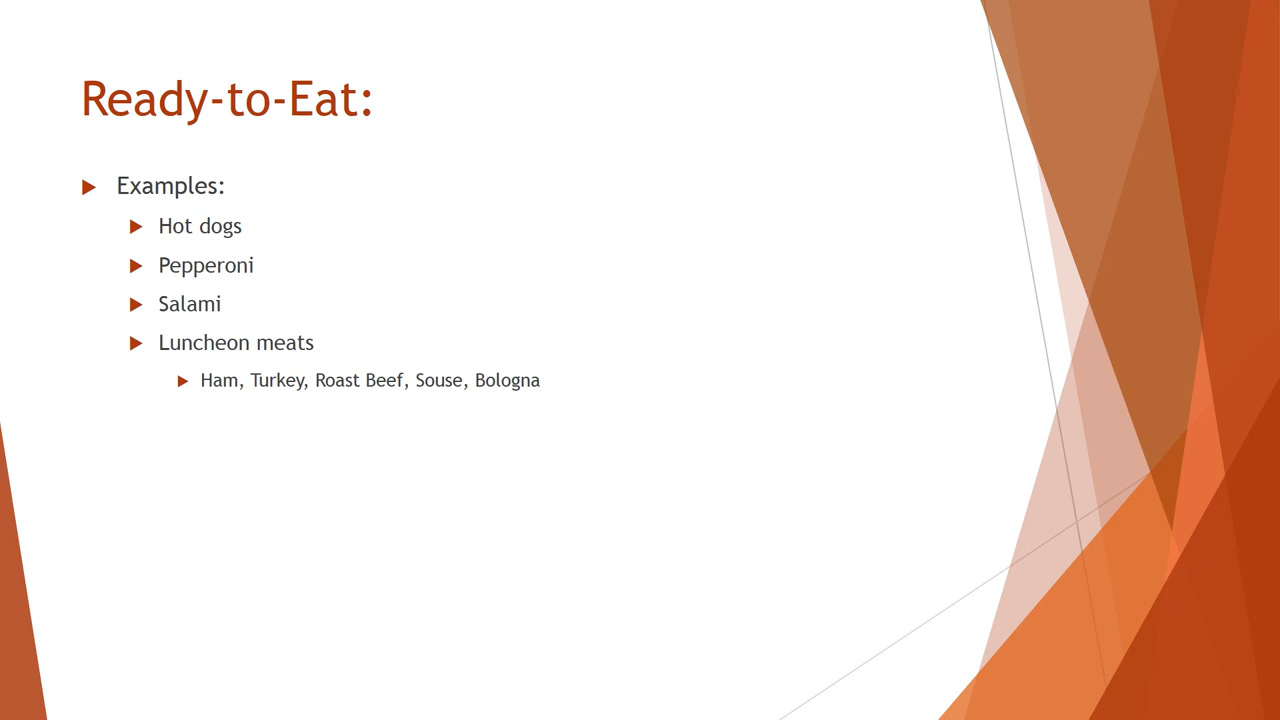 Ready-to-Eat:
Examples:
Hot dogs
Pepperoni
Salami
Luncheon meats
Ham, Turkey, Roast Beef, Souse, Bologna